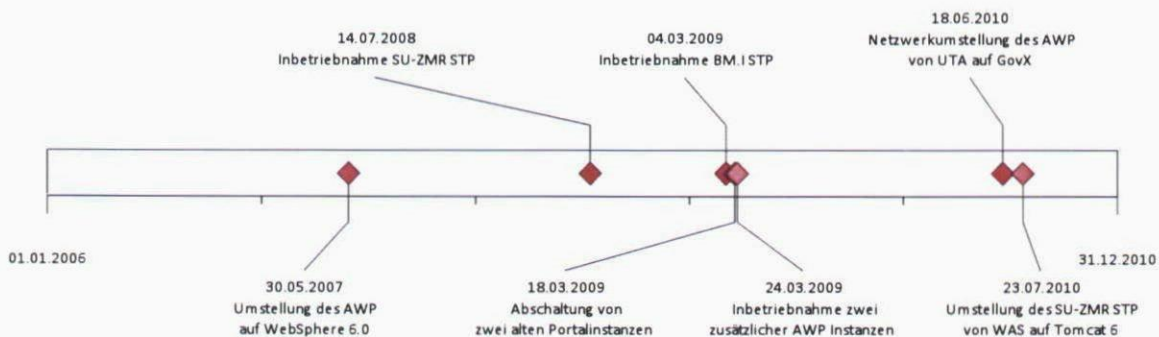 14.07.2008
Inbetriebnahme SU-ZMR STP
04.03.2009
Inbetriebnahme BM.I STP
18.06.2010
Netzwerkumstellung des AWP
von UTA auf GovX
01.01.2006
31.12.2010
30.05.2007
Umstellung des AWP
auf WebSphere 6.0
18.03.2009
Abschaltung von
zwei alten Portalinstanzen
24.03.2009
Inbetriebnahme zwei
zusätzlicher AWP Instanzen
23.07.2010
Umstellung des SU-ZMR STP
von WAS auf Tomcat 6